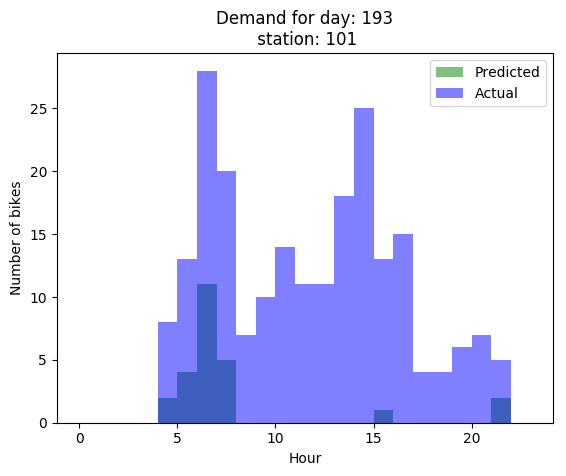 Demand for day: 193
station: 101
Predicted
Actual
Number of bikes
25
20
15
10
5
0
0
5
10
15
20
Hour